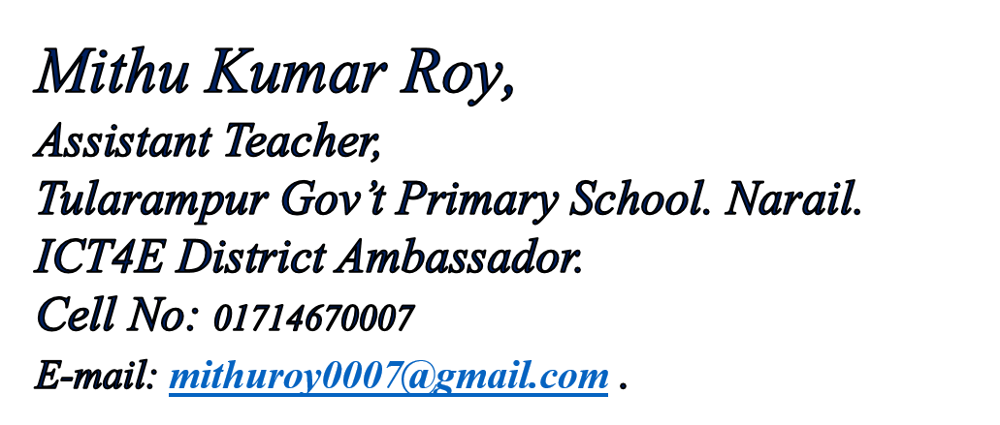 Mithu Kumar Roy,
Assistant Teacher,
Tularampur Gov’t Primary School. Narail.
ICT4E District Ambassador.
Cell No: 01714670007
E-mail: mithuroy0007@gmail.com .